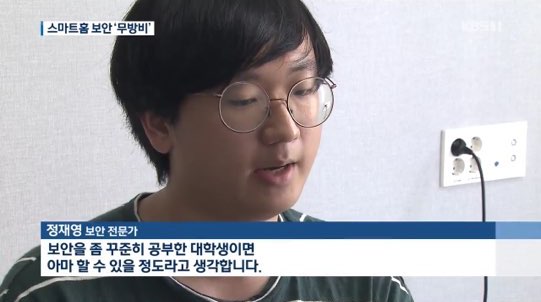 스마트홈 보안 '무방비'
KBS 1
정재영 보안 전문가
보안을 좀 꾸준히 공부한 대학생이면
아마 할 수 있을 정도라고 생각합니다.